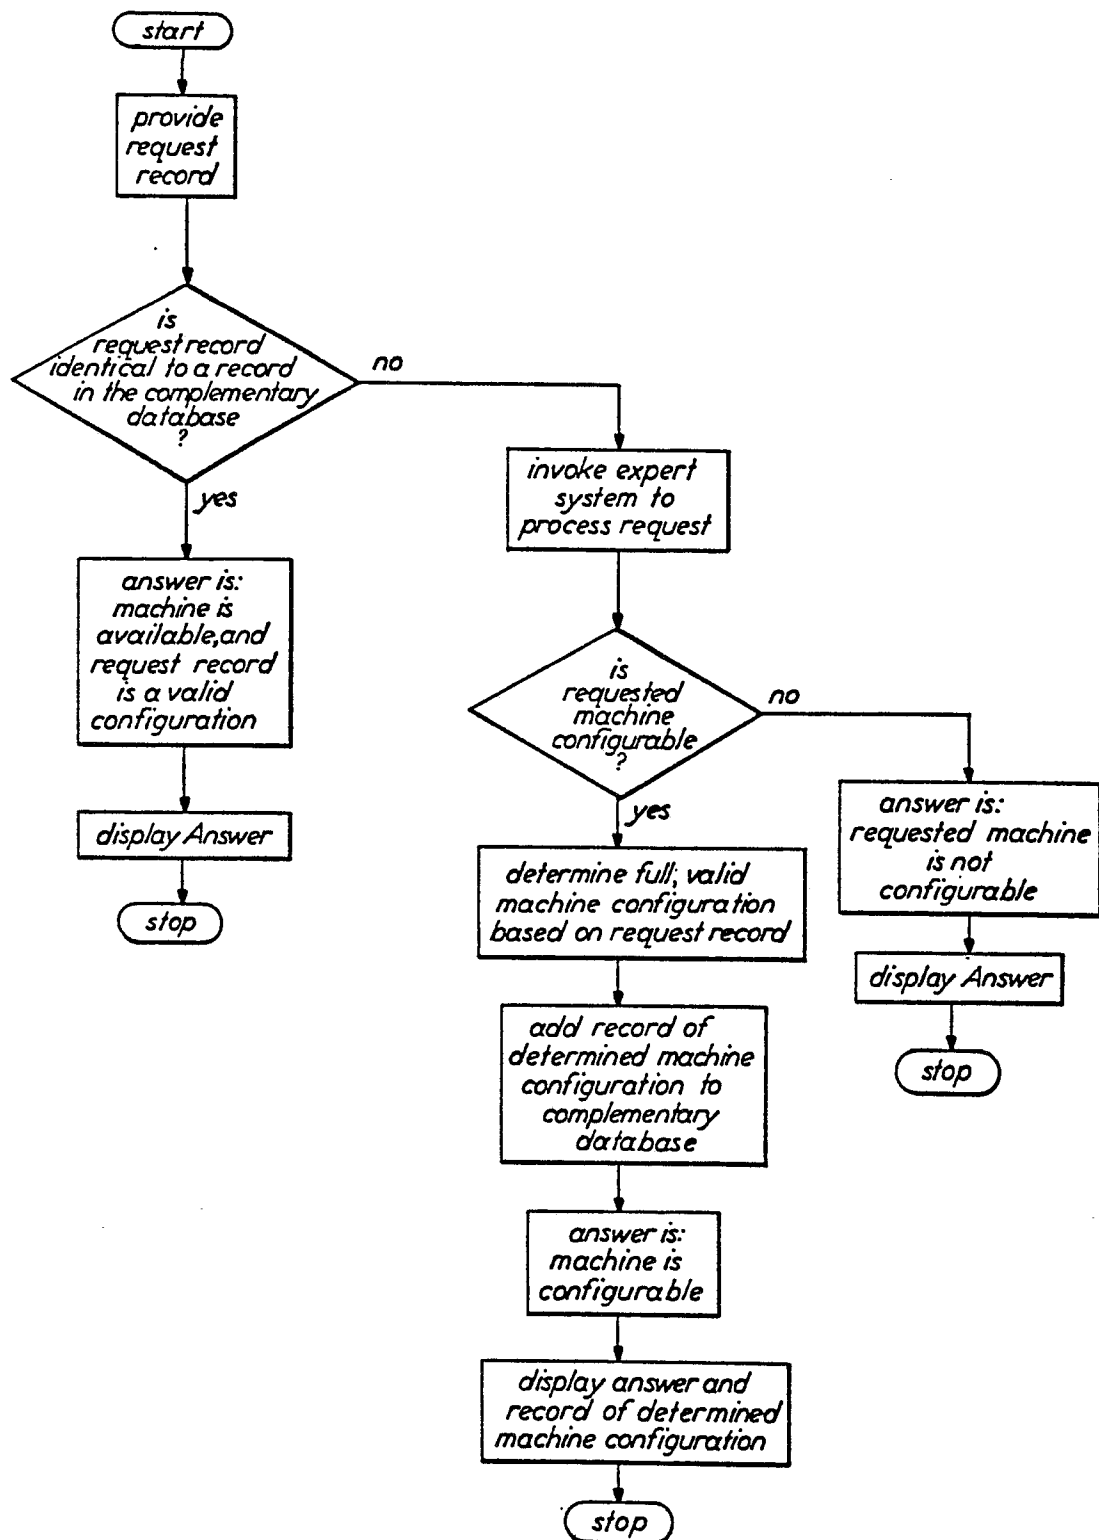 start
provide
request
record
is
request record
identical to a record
in the complementary
database
?
no
yes
answer is:
machine is
available, and
request record
is a valid
configuration
display Answer
stop
invoke expert
system to
process request
is
requested
machine
configurable
?
no
yes
answer is:
requested machine
is not
configurable
display Answer
stop
determine full, valid
machine configuration
based on request record
add record of
determined machine
configuration to
complementary
database
answer is:
machine is
configurable
display answer and
record of determined
machine configuration
stop